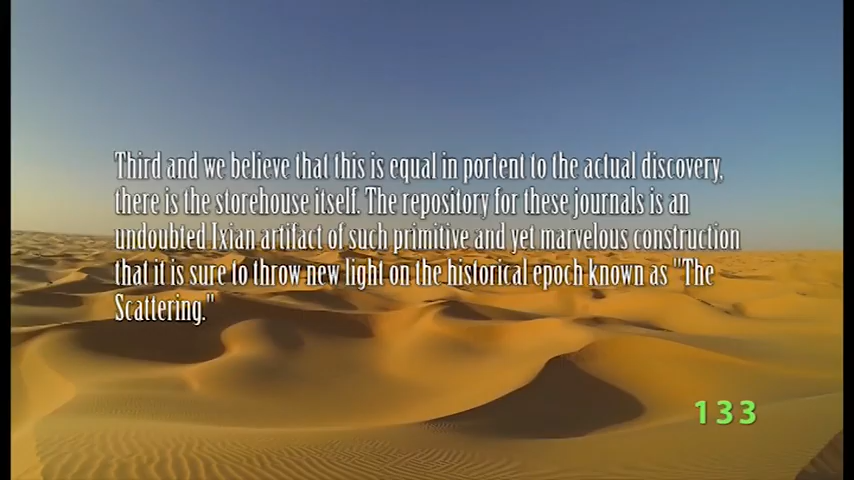 Third and we believe that this is equal in portent to the actual discovery,
there is the storehouse itself. The repository for these journals is an
undoubted Ixian artifact of such primitive and yet marvelous construction
that it is sure to throw new light on the historical epoch known as "The
Scattering."
133